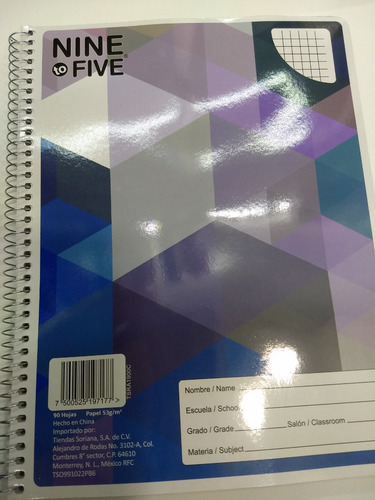 NINE
to FIVE®
TSRA1900C
7 500525 197177 >
90 Hojas Papel 53g/m²
Hecho en China
Importado por:
Tiendas Soriana, S.A. de C.V.
Alejandro de Rodas No. 3102-A, Col.
Cumbres 8° sector, C.P. 64610
Monterrey, N. L., México RFC
TSO991022PB6
Nombre / Name
Escuela / School
Grado / Grade Salón / Classroom
Materia / Subject